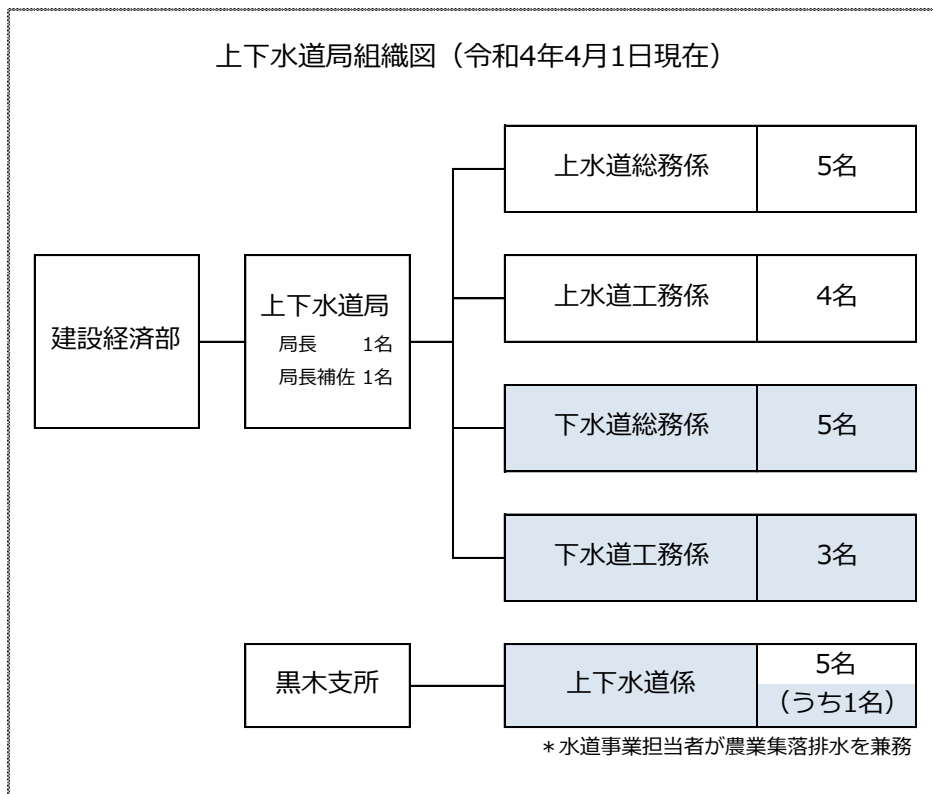 上下水道局組織図（令和4年4月1日現在）
上水道総務係 5名
上水道工務係 4名
建設経済部
上下水道局
局長 1名
局長補佐 1名
下水道総務係 5名
下水道工務係 3名
黒木支所
上下水道係
5名
（うち1名）
＊水道事業担当者が農業集落排水を兼務